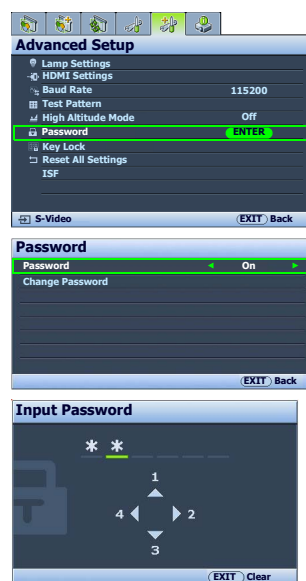 Advanced Setup
Lamp Settings
HDMI Settings
Baud Rate 115200
Test Pattern
High Altitude Mode Off
Password ENTER
Key Lock
Reset All Settings
ISF
S-Video EXIT Back
Password
Password On
Change Password
EXIT Back
Input Password
* *
1
4 2
3
EXIT Clear